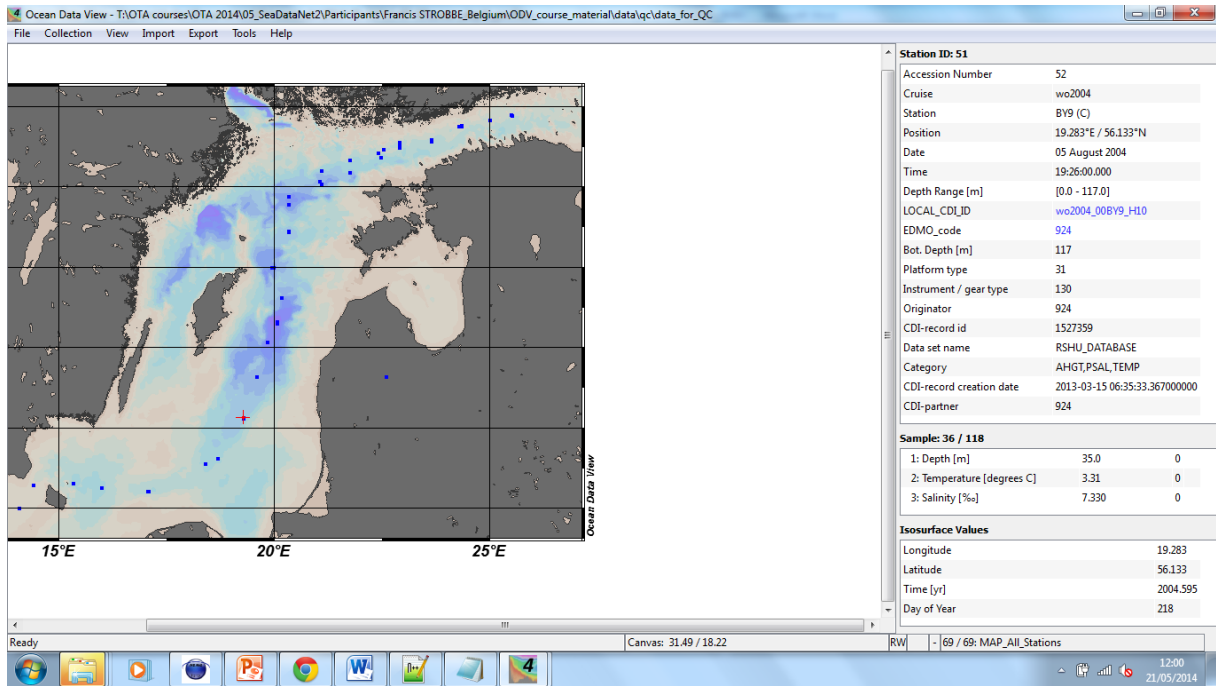 Ocean Data View - T:\OTA courses\OTA 2014\05_SeaDataNet2\Participants\Francis STROBBE_Belgium\ODV_course_material\data\qc\data_for_QC
File Collection View Import Export Tools Help
Station ID: 51
Accession Number 52
Cruise wo2004
Station BY9 (C)
Position 19.283°E / 56.133°N
Date 05 August 2004
Time 19:26:00.000
Depth Range [m] [0.0 - 117.0]
LOCAL_CDI_ID wo2004_00BY9_H10
EDMO_code 924
Bot. Depth [m] 117
Platform type 31
Instrument / gear type 130
Originator 924
CDI-record id 1527359
Data set name RSHU_DATABASE
Category AHGT,PSAL,TEMP
CDI-record creation date 2013-03-15 06:35:33.367000000
CDI-partner 924
Sample: 36 / 118
1: Depth [m] 35.0 0
2: Temperature [degrees C] 3.31 0
3: Salinity [‰] 7.330 0
Isosurface Values
Longitude 19.283
Latitude 56.133
Time [yr] 2004.595
Day of Year 218
Ocean Data View
15°E 20°E 25°E
Ready Canvas: 31.49 / 18.22 RW - 69 / 69: MAP_All_Stations
12:00
21/05/2014